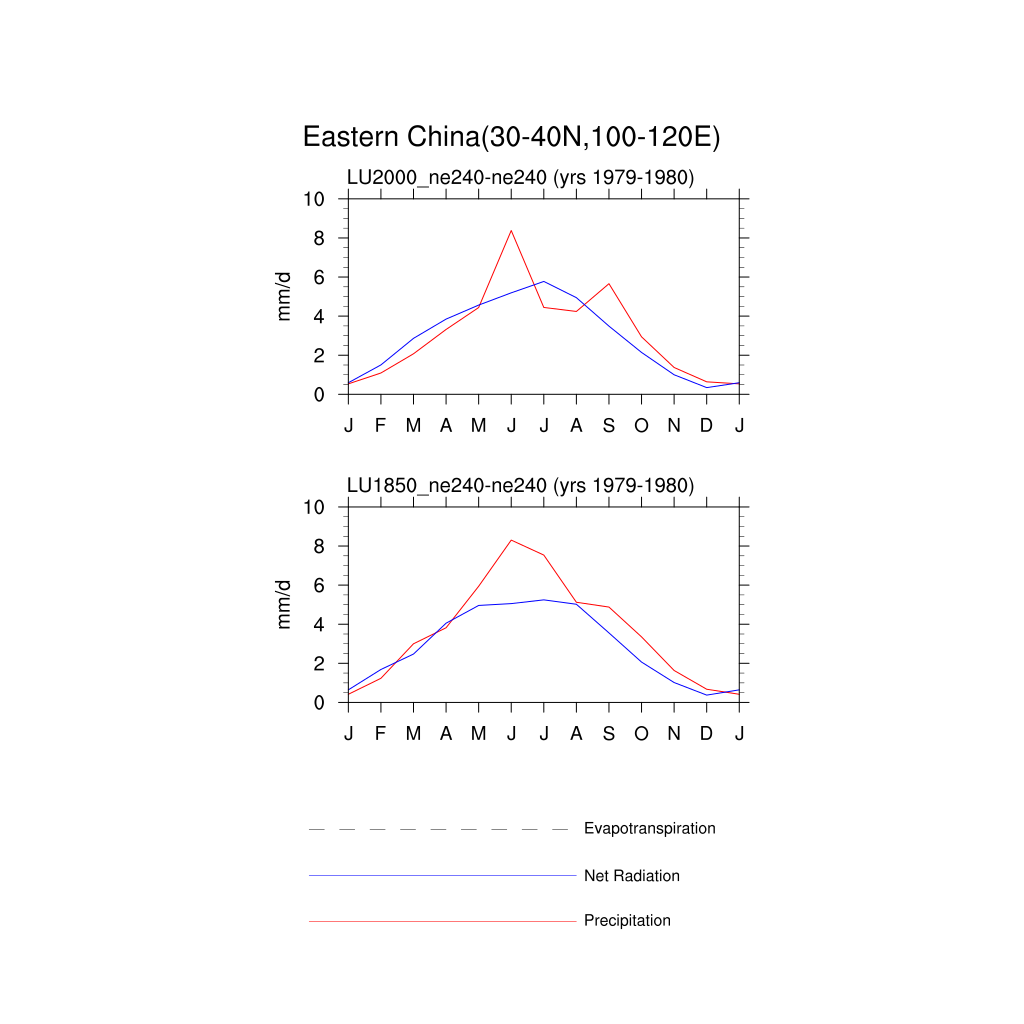 Eastern China(30-40N,100-120E)
LU2000_ne240-ne240 (yrs 1979-1980)
10
8
6
4
2
0
mm/d
J F M A M J J A S O N D J
LU1850_ne240-ne240 (yrs 1979-1980)
10
8
6
4
2
0
mm/d
J F M A M J J A S O N D J
Evapotranspiration
Net Radiation
Precipitation